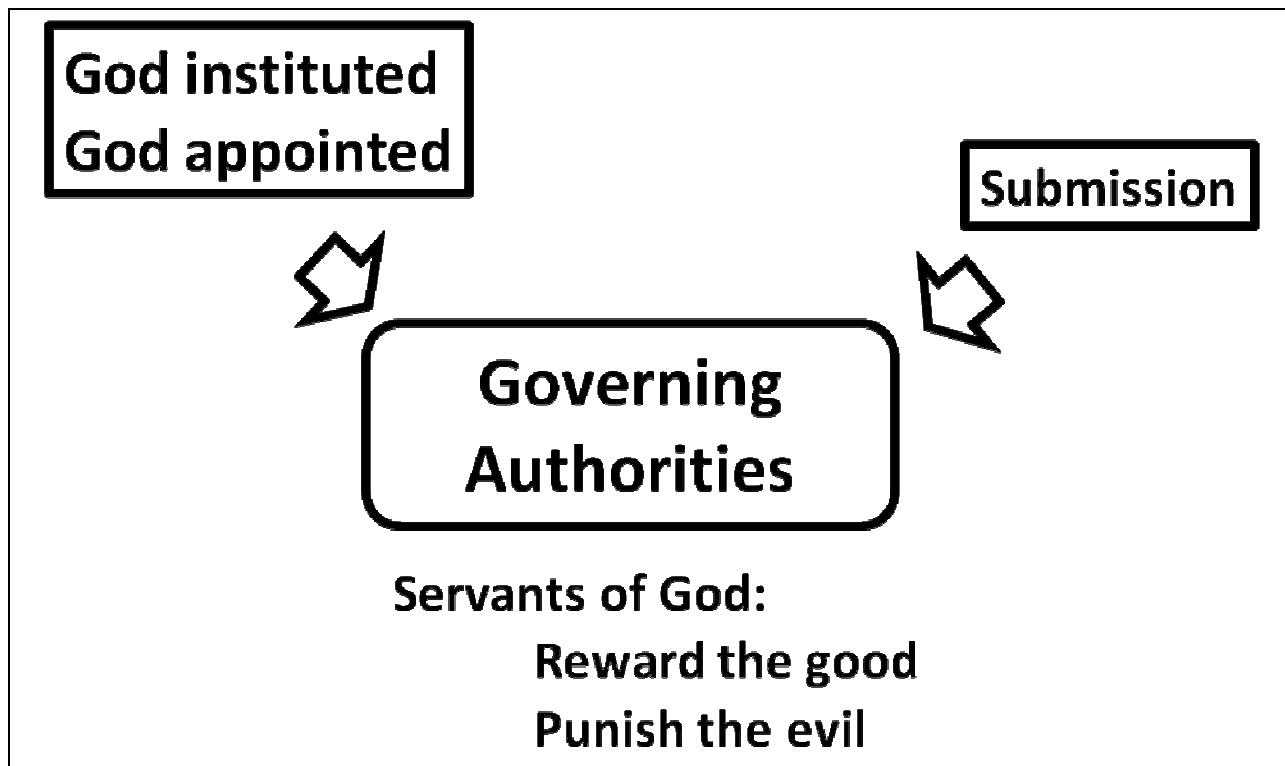 God instituted
God appointed
Submission
Governing
Authorities
Servants of God:
Reward the good
Punish the evil